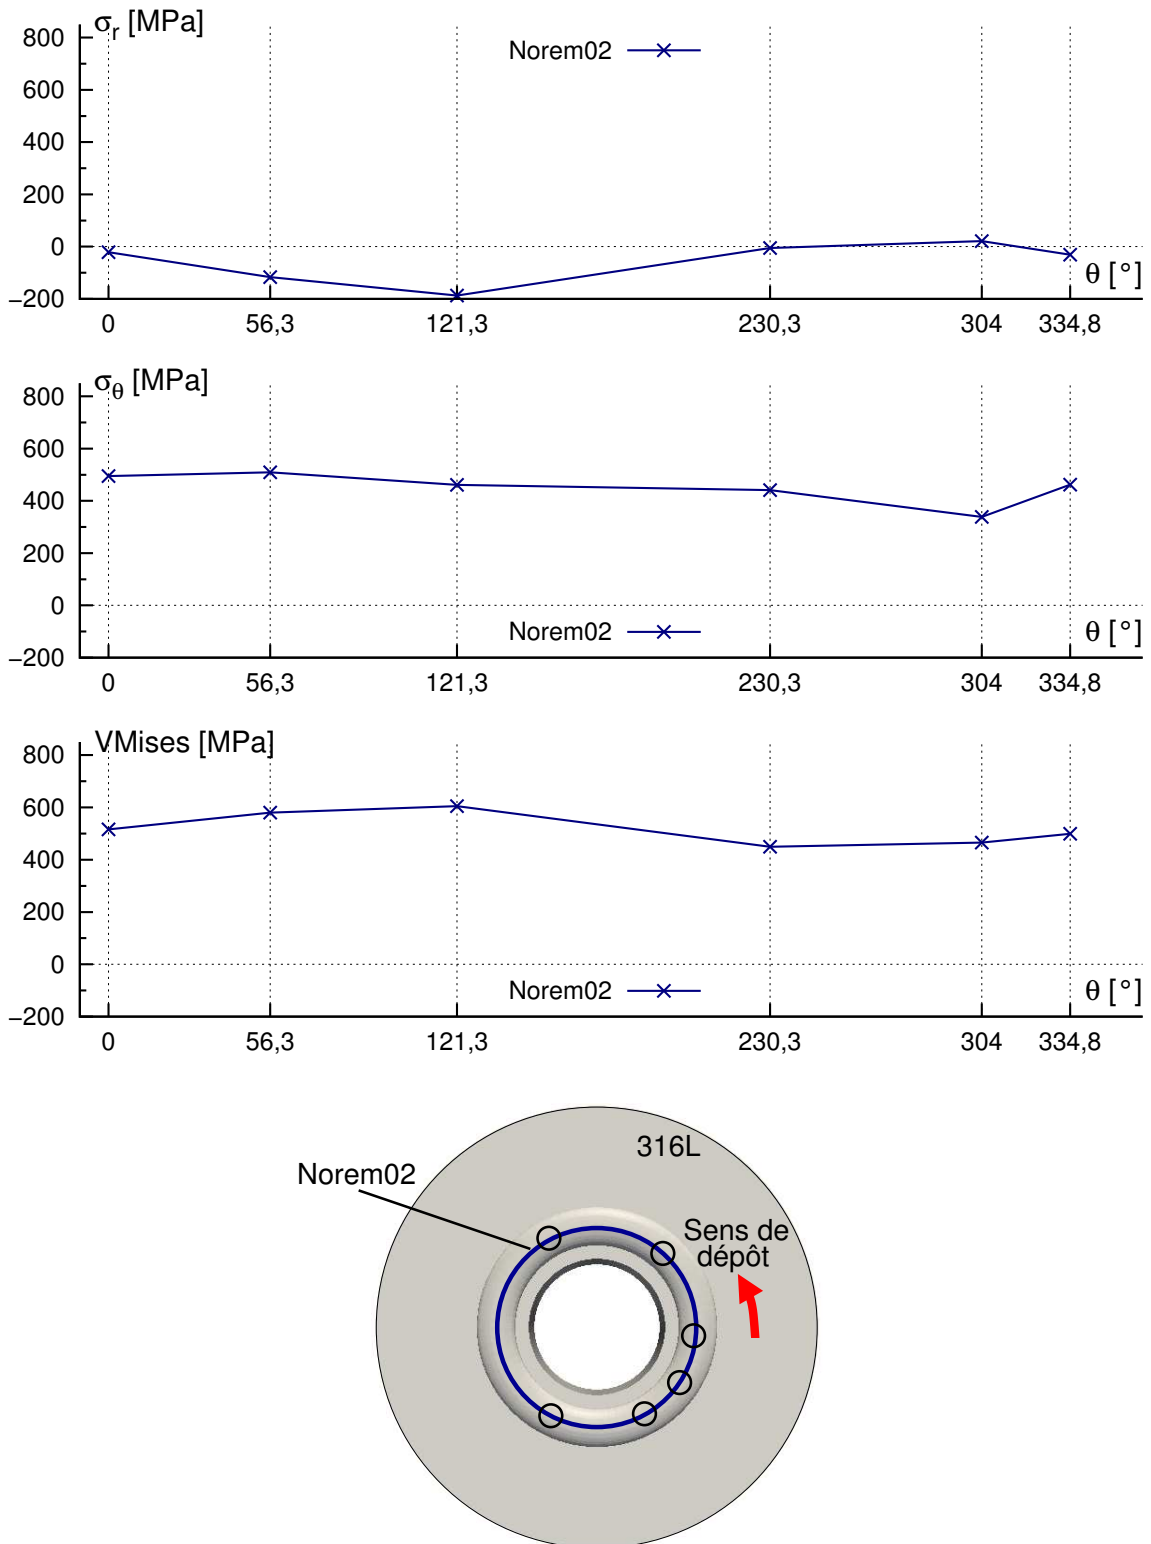 σr [MPa]
800
600
400
200
0
−200
Norem02
θ [°]
0 56,3 121,3 230,3 304 334,8
σθ [MPa]
800
600
400
200
0
−200
Norem02
θ [°]
0 56,3 121,3 230,3 304 334,8
VMises [MPa]
800
600
400
200
0
−200
Norem02
θ [°]
0 56,3 121,3 230,3 304 334,8
316L
Norem02
Sens de
dépôt